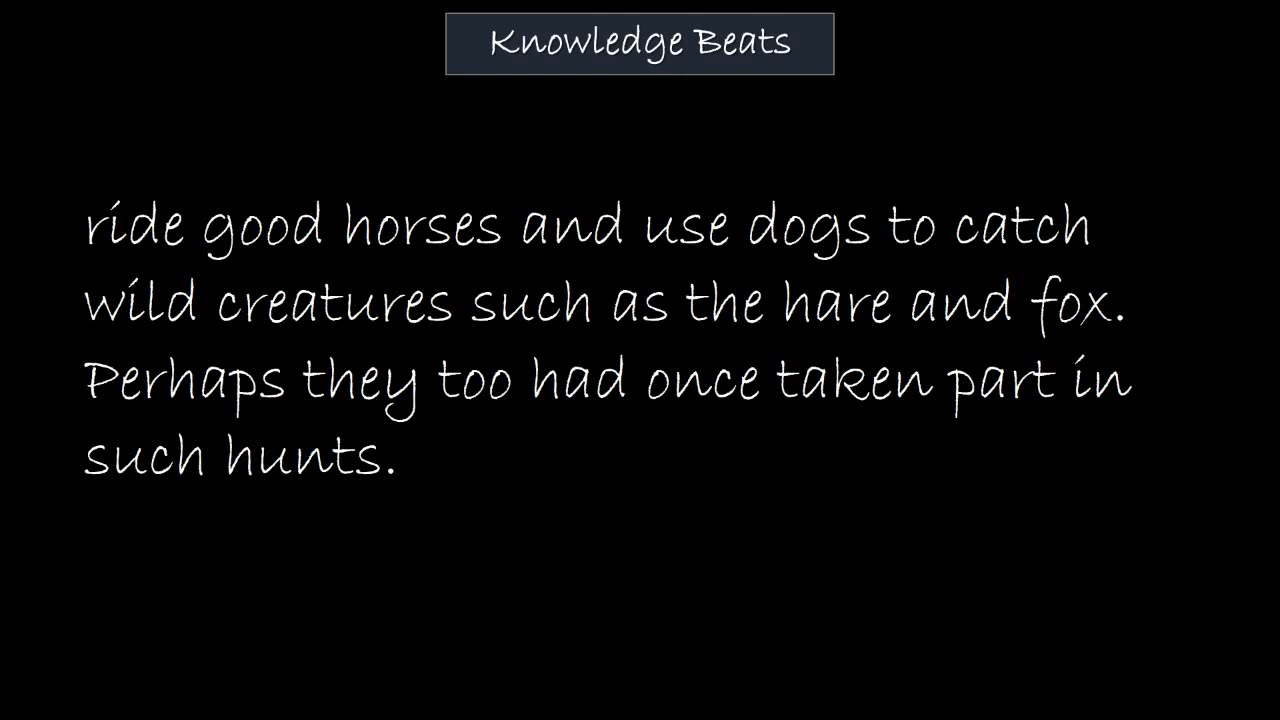 Knowledge Beats
ride good horses and use dogs to catch
wild creatures such as the hare and fox.
Perhaps they too had once taken part in
such hunts.